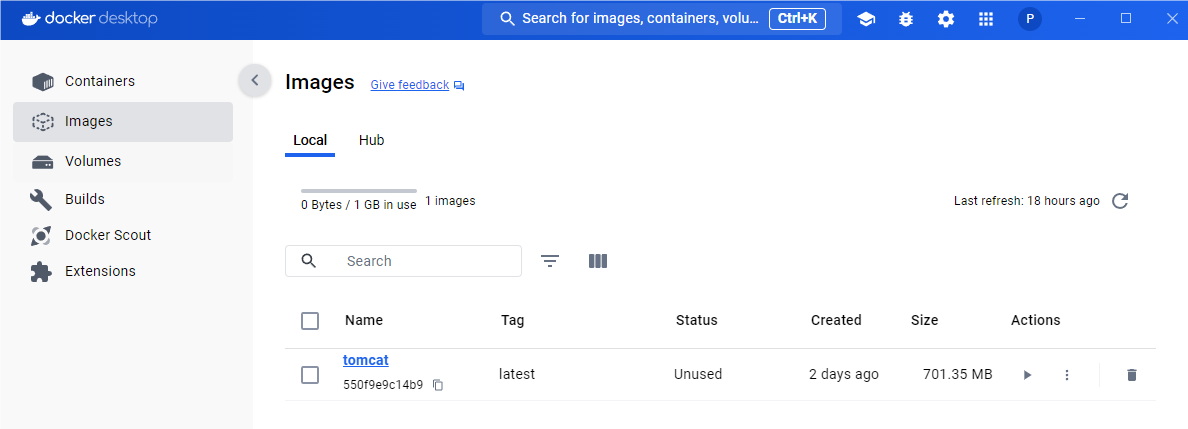 docker desktop
Search for images, containers, volu... Ctrl+K
P
Containers
Images
Volumes
Builds
Docker Scout
Extensions
Images Give feedback
Local Hub
0 Bytes / 1 GB in use 1 images
Last refresh: 18 hours ago
Search
Name Tag Status Created Size Actions
tomcat
550f9e9c14b9
latest Unused 2 days ago 701.35 MB